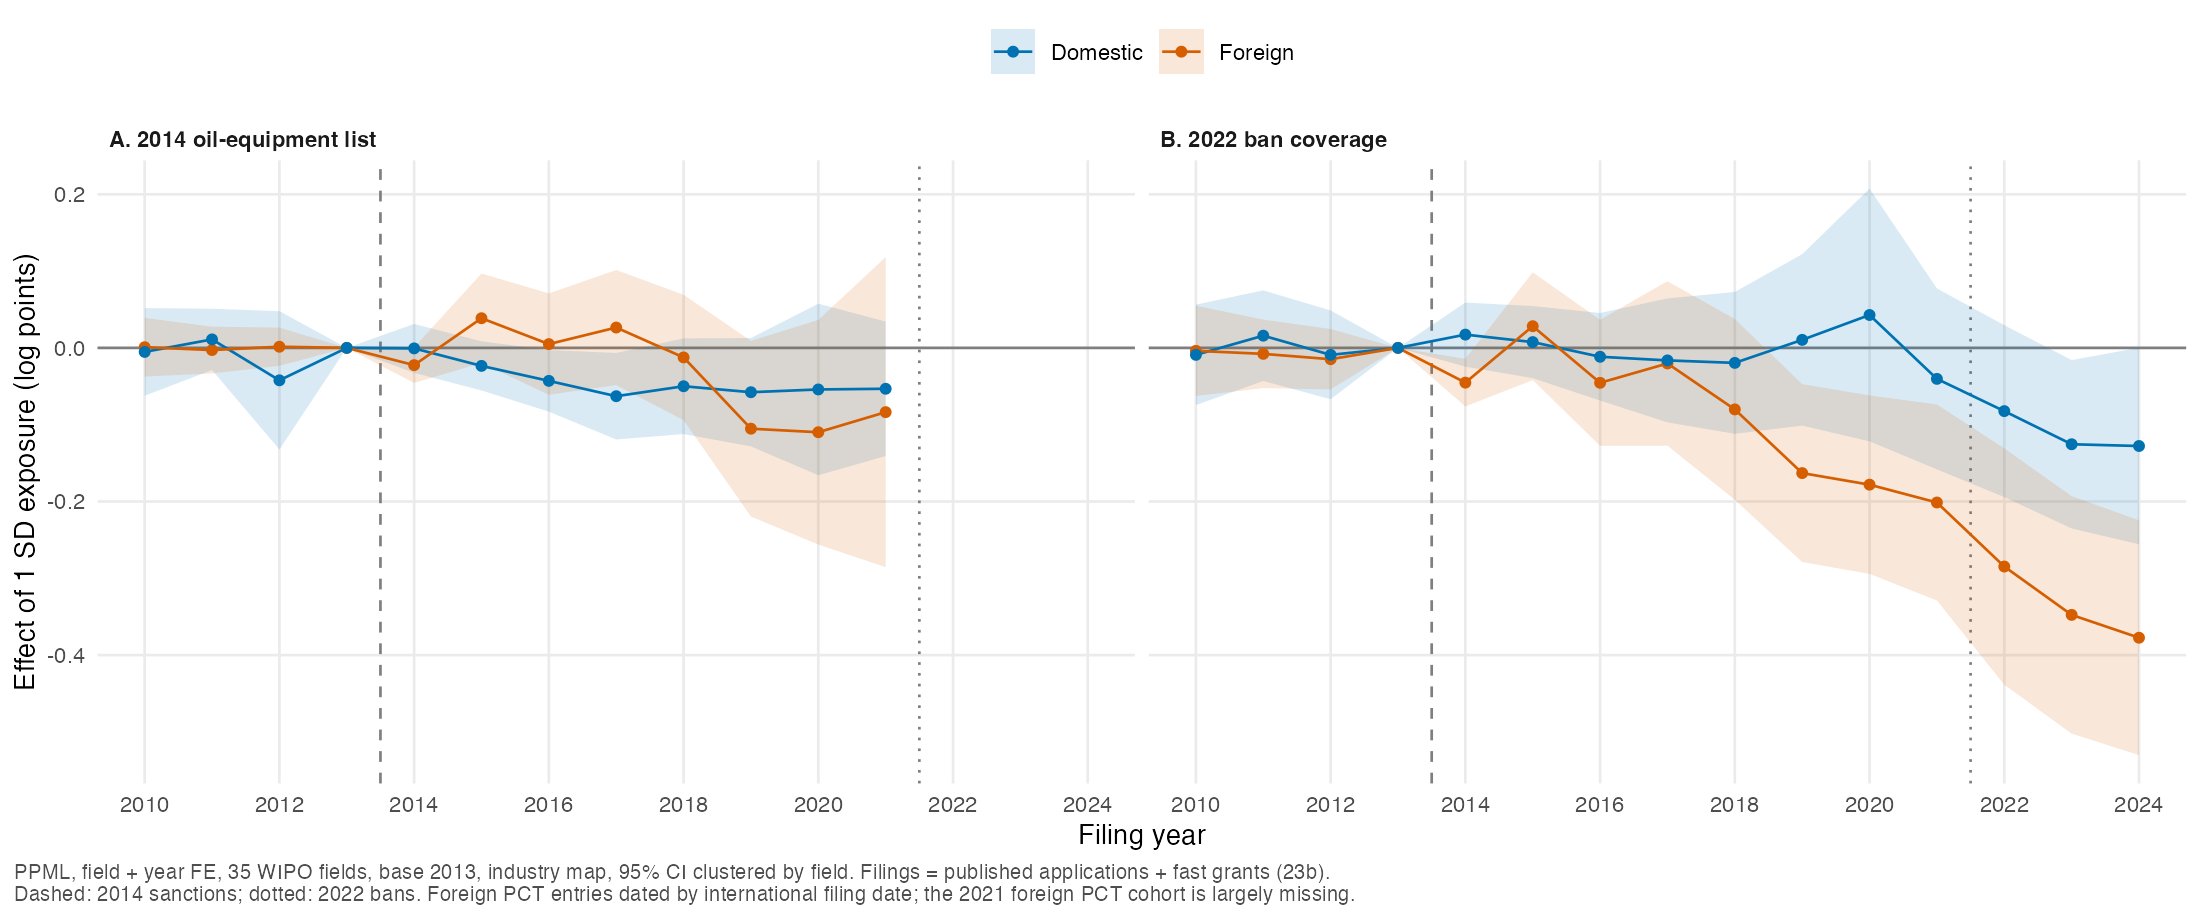 Domestic Foreign
A. 2014 oil-equipment list
B. 2022 ban coverage
Effect of 1 SD exposure (log points)
0.2
0.0
-0.2
-0.4
2010 2012 2014 2016 2018 2020 2022 2024
2010 2012 2014 2016 2018 2020 2022 2024
Filing year
PPML, field + year FE, 35 WIPO fields, base 2013, industry map, 95% CI clustered by field. Filings = published applications + fast grants (23b).
Dashed: 2014 sanctions; dotted: 2022 bans. Foreign PCT entries dated by international filing date; the 2021 foreign PCT cohort is largely missing.